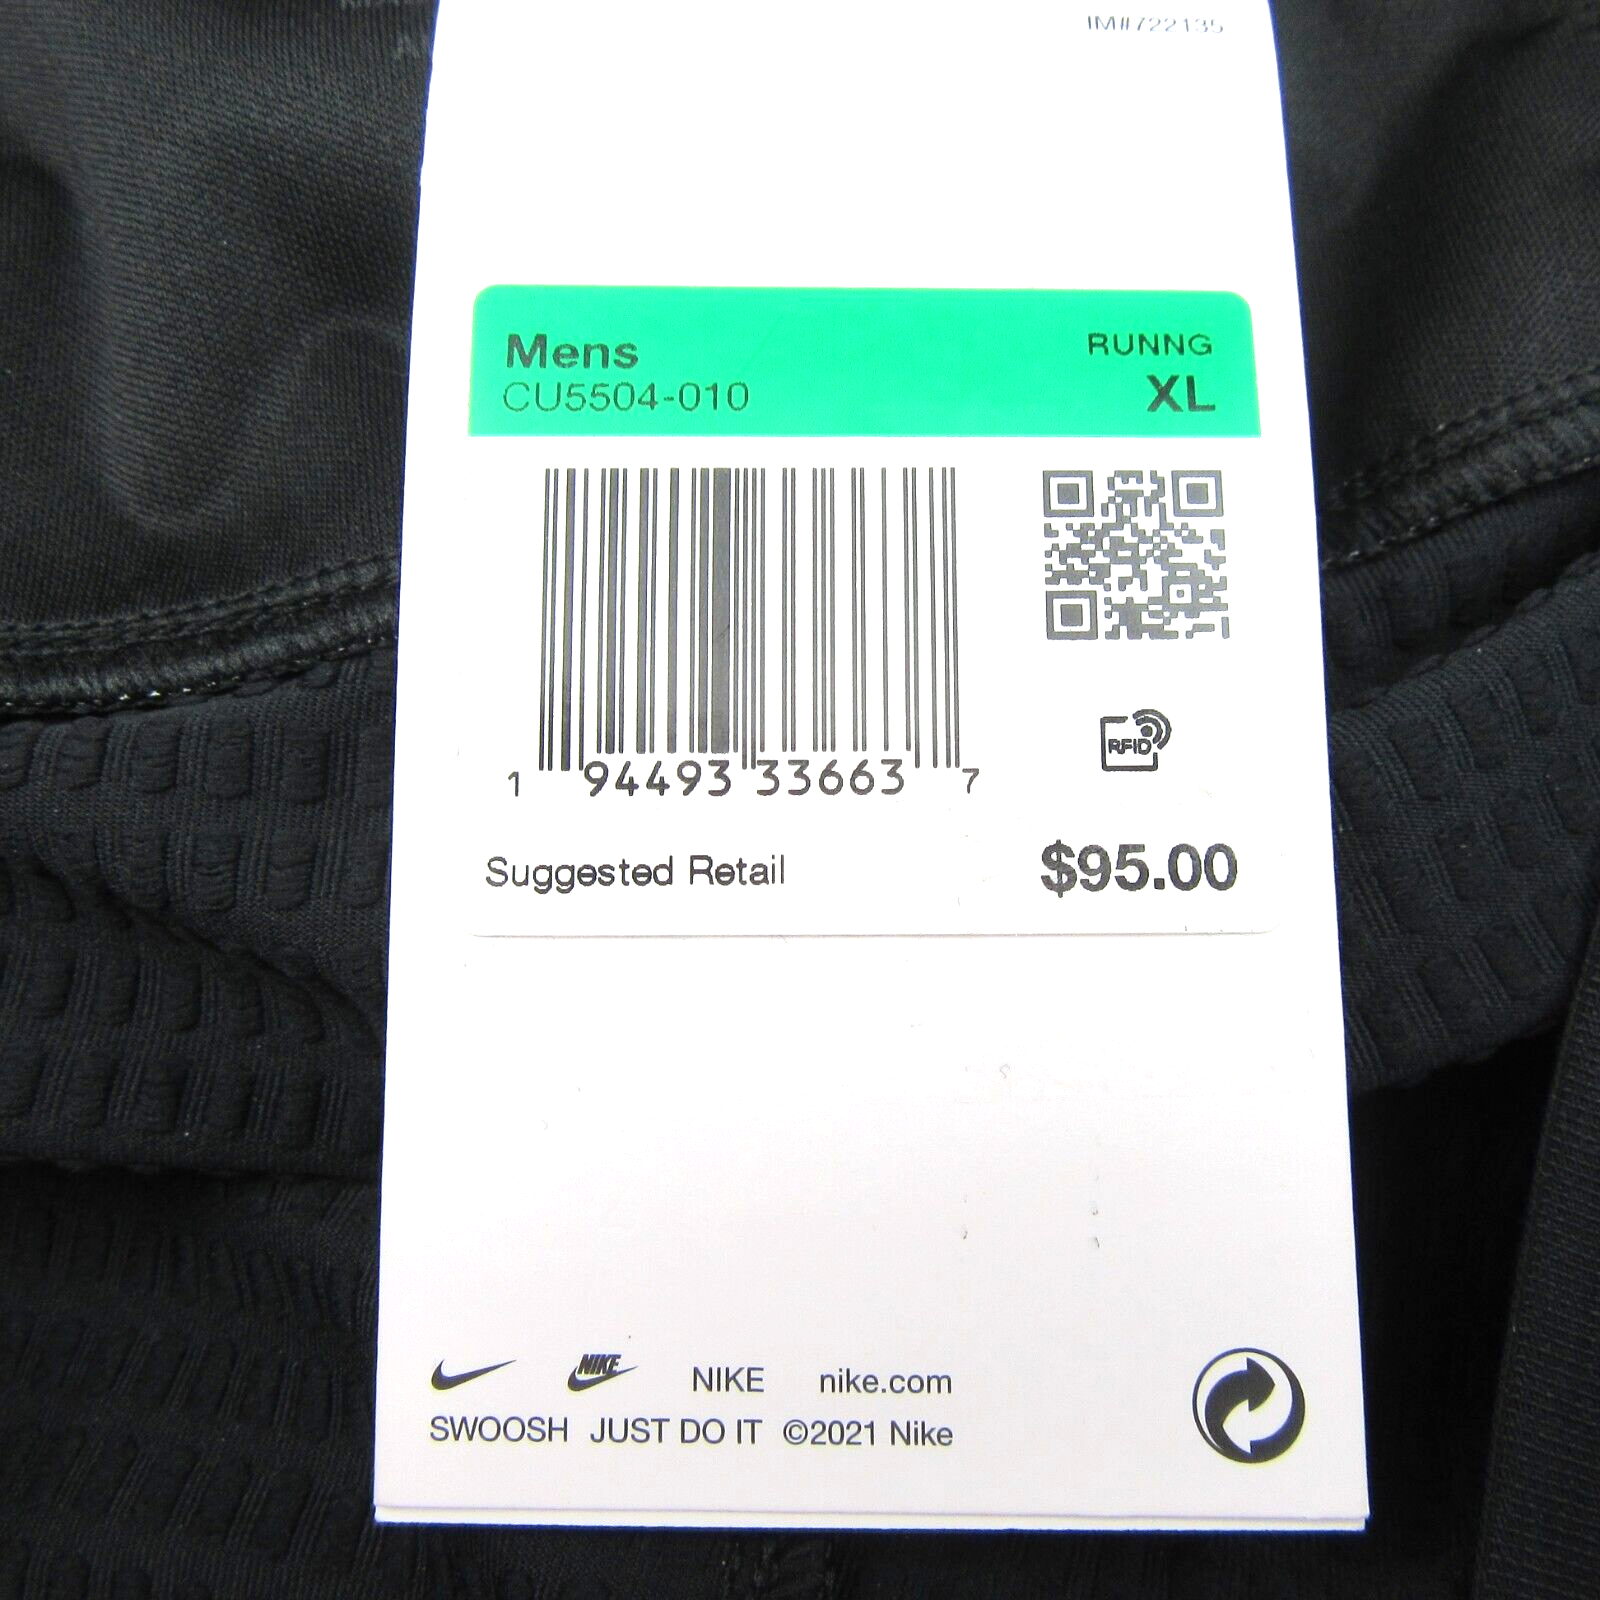 IM#722135
Mens RUNNG
CU5504-010 XL
RFID
1 94493 33663 7
Suggested Retail $95.00
NIKE NIKE nike.com
SWOOSH JUST DO IT ©2021 Nike